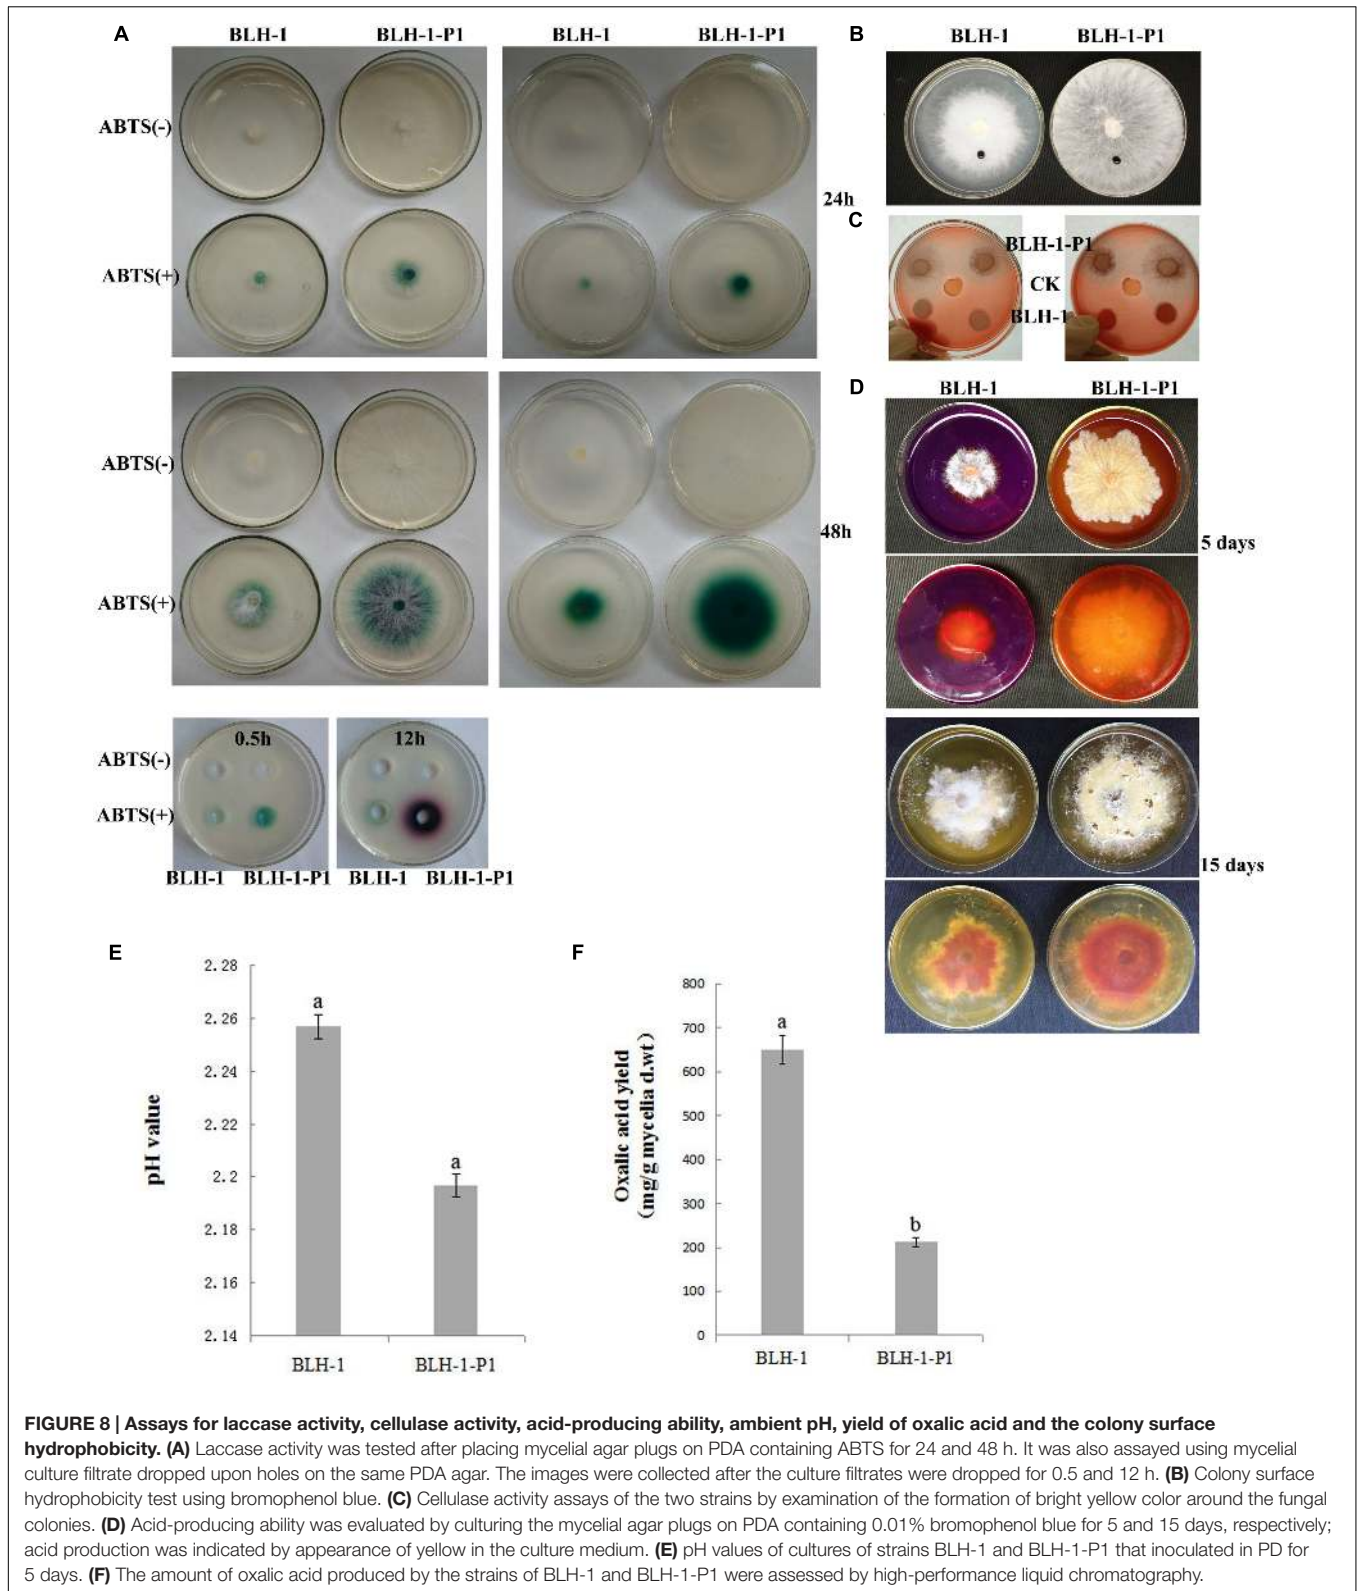 A
BLH-1 BLH-1-P1 BLH-1 BLH-1-P1
ABTS(-)
24h
ABTS(+)
ABTS(-)
48h
ABTS(+)
0.5h 12h
ABTS(-)
ABTS(+)
BLH-1 BLH-1-P1 BLH-1 BLH-1-P1
B
BLH-1 BLH-1-P1
C
BLH-1-P1
CK
BLH-1
D
BLH-1 BLH-1-P1
5 days
15 days
E
2.28
2.26
2.24
2.22
2.2
2.18
2.16
2.14
pH value
a
a
BLH-1 BLH-1-P1
F
800
700
600
500
400
300
200
100
0
Oxalic acid yield
(mg/g mycelia d.wt)
a
b
BLH-1 BLH-1-P1
FIGURE 8 | Assays for laccase activity, cellulase activity, acid-producing ability, ambient pH, yield of oxalic acid and the colony surface
hydrophobicity. (A) Laccase activity was tested after placing mycelial agar plugs on PDA containing ABTS for 24 and 48 h. It was also assayed using mycelial
culture filtrate dropped upon holes on the same PDA agar. The images were collected after the culture filtrates were dropped for 0.5 and 12 h. (B) Colony surface
hydrophobicity test using bromophenol blue. (C) Cellulase activity assays of the two strains by examination of the formation of bright yellow color around the fungal
colonies. (D) Acid-producing ability was evaluated by culturing the mycelial agar plugs on PDA containing 0.01% bromophenol blue for 5 and 15 days, respectively;
acid production was indicated by appearance of yellow in the culture medium. (E) pH values of cultures of strains BLH-1 and BLH-1-P1 that inoculated in PD for
5 days. (F) The amount of oxalic acid produced by the strains of BLH-1 and BLH-1-P1 were assessed by high-performance liquid chromatography.